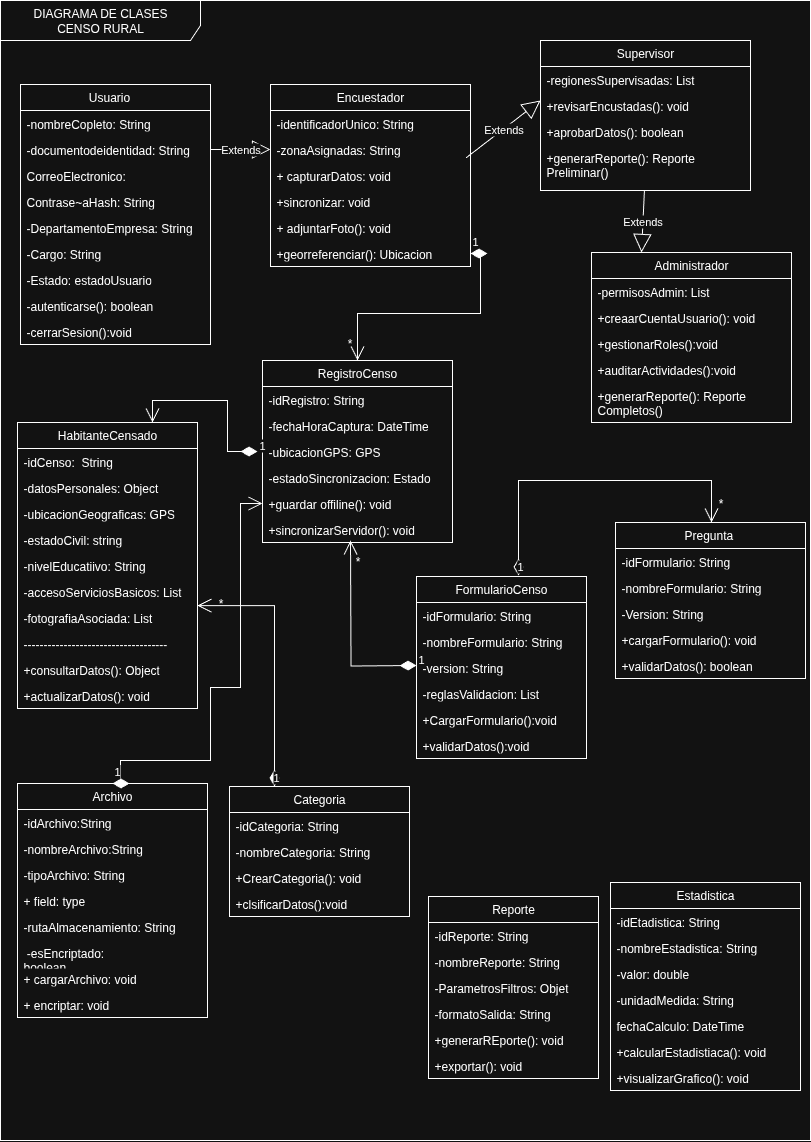 DIAGRAMA DE CLASES
CENSO RURAL
Usuario
-nombreCopleto: String
-documentodeidentidad: String
CorreoElectronico:
Contrase~aHash: String
-DepartamentoEmpresa: String
-Cargo: String
-Estado: estadoUsuario
-autenticarse(): boolean
-cerrarSesion():void
Extends
Encuestador
-identificadorUnico: String
-zonaAsignadas: String
+ capturarDatos: void
+sincronizar: void
+ adjuntarFoto(): void
+georreferenciar(): Ubicacion
Extends
Supervisor
-regionesSupervisadas: List
+revisarEncustadas(): void
+aprobarDatos(): boolean
+generarReporte(): Reporte
Preliminar()
Extends
Administrador
-permisosAdmin: List
+creaarCuentaUsuario(): void
+gestionarRoles():void
+auditarActividades():void
+generarReporte(): Reporte
Completos()
1
*
RegistroCenso
-idRegistro: String
-fechaHoraCaptura: DateTime
-ubicacionGPS: GPS
-estadoSincronizacion: Estado
+guardar offiline(): void
+sincronizarServidor(): void
1
HabitanteCensado
-idCenso:  String
-datosPersonales: Object
-ubicacionGeograficas: GPS
-estadoCivil: string
-nivelEducatiivo: String
-accesoServiciosBasicos: List
-fotografiaAsociada: List
------------------------------------
+consultarDatos(): Object
+actualizarDatos(): void
*
*
1
FormularioCenso
-idFormulario: String
-nombreFormulario: String
-version: String
-reglasValidacion: List
+CargarFormulario():void
+validarDatos():void
1
*
Pregunta
-idFormulario: String
-nombreFormulario: String
-Version: String
+cargarFormulario(): void
+validarDatos(): boolean
1
Archivo
-idArchivo:String
-nombreArchivo:String
-tipoArchivo: String
+ field: type
-rutaAlmacenamiento: String
-esEncriptado:
boolean
+ cargarArchivo: void
+ encriptar: void
1
Categoria
-idCategoria: String
-nombreCategoria: String
+CrearCategoria(): void
+clsificarDatos():void
Reporte
-idReporte: String
-nombreReporte: String
-ParametrosFiltros: Objet
-formatoSalida: String
+generarREporte(): void
+exportar(): void
Estadistica
-idEtadistica: String
-nombreEstadistica: String
-valor: double
-unidadMedida: String
fechaCalculo: DateTime
+calcularEstadistiaca(): void
+visualizarGrafico(): void